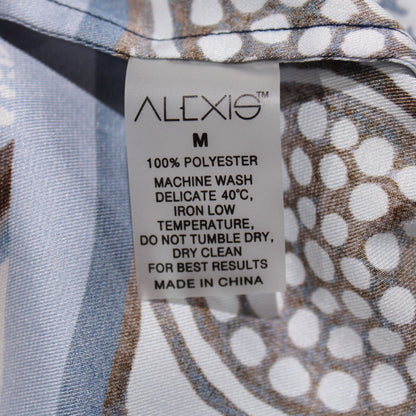 ALEXIS™
M
100% POLYESTER
MACHINE WASH
DELICATE 40°C,
IRON LOW
TEMPERATURE,
DO NOT TUMBLE DRY,
DRY CLEAN
FOR BEST RESULTS
MADE IN CHINA